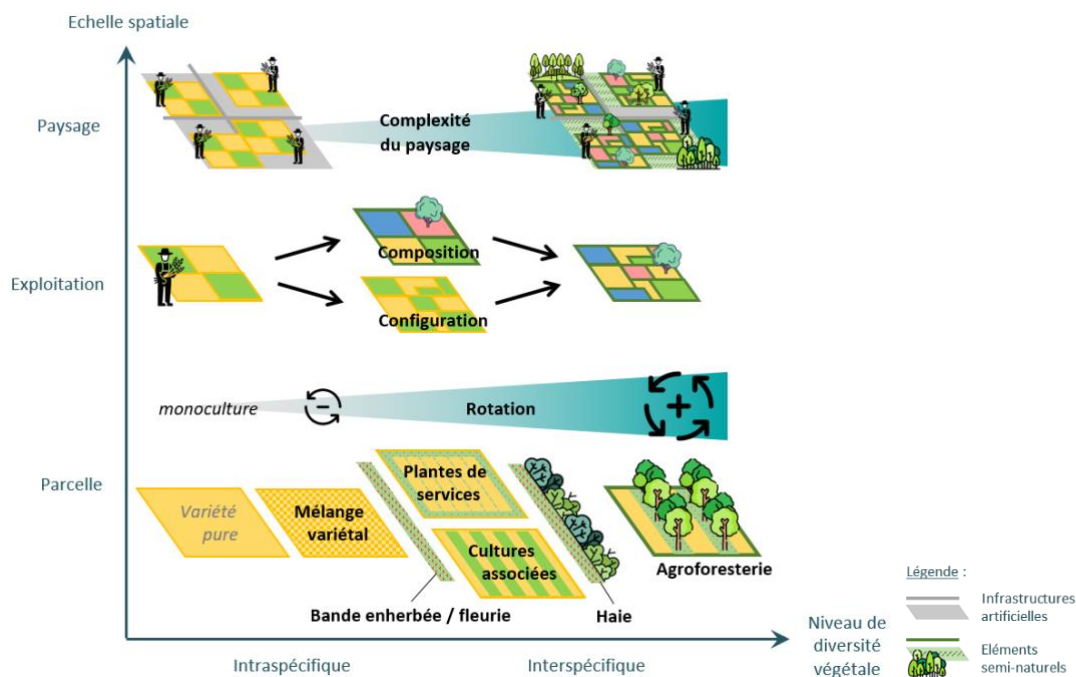 Echelle spatiale
Paysage
Complexité
du paysage
Exploitation
Composition
Configuration
monoculture
Rotation
Parcelle
Variété
pure
Mélange
variétal
Plantes de
services
Cultures
associées
Agroforesterie
Bande enherbée / fleurie
Haie
Intraspécifique
Interspécifique
Niveau de
diversité
végétale
Légende :
Infrastructures
artificielles
Eléments
semi-naturels